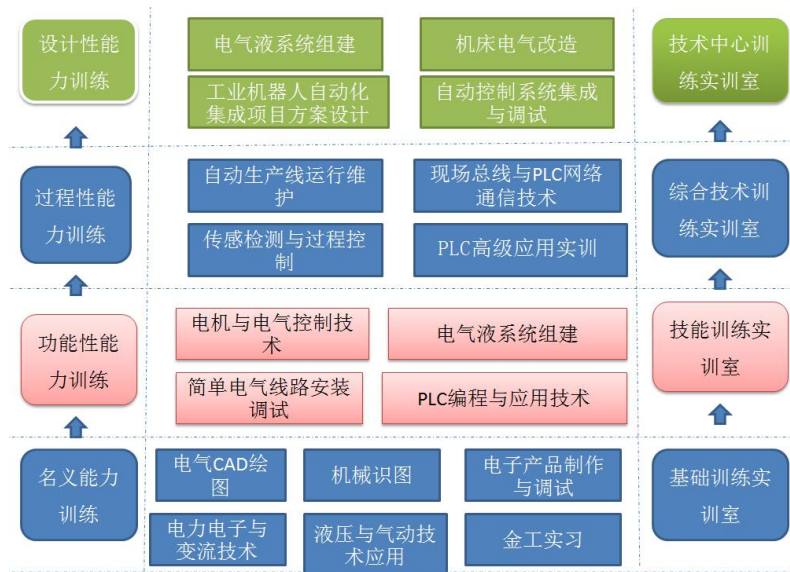 设计性能
力训练
电气液系统组建
机床电气改造
工业机器人自动化
集成项目方案设计
自动控制系统集成
与调试
技术中心训
练实训室
过程性能
力训练
自动生产线运行维
护
现场总线与PLC网络
通信技术
传感检测与过程控
制
PLC高级应用实训
综合技术训
练实训室
功能性能
力训练
电机与电气控制技
术
电气液系统组建
简单电气线路安装
调试
PLC编程与应用技术
技能训练实
训室
名义能力
训练
电气CAD绘
图
机械识图
电子产品制作
与调试
电力电子与
变流技术
液压与气动技
术应用
金工实习
基础训练实
训室